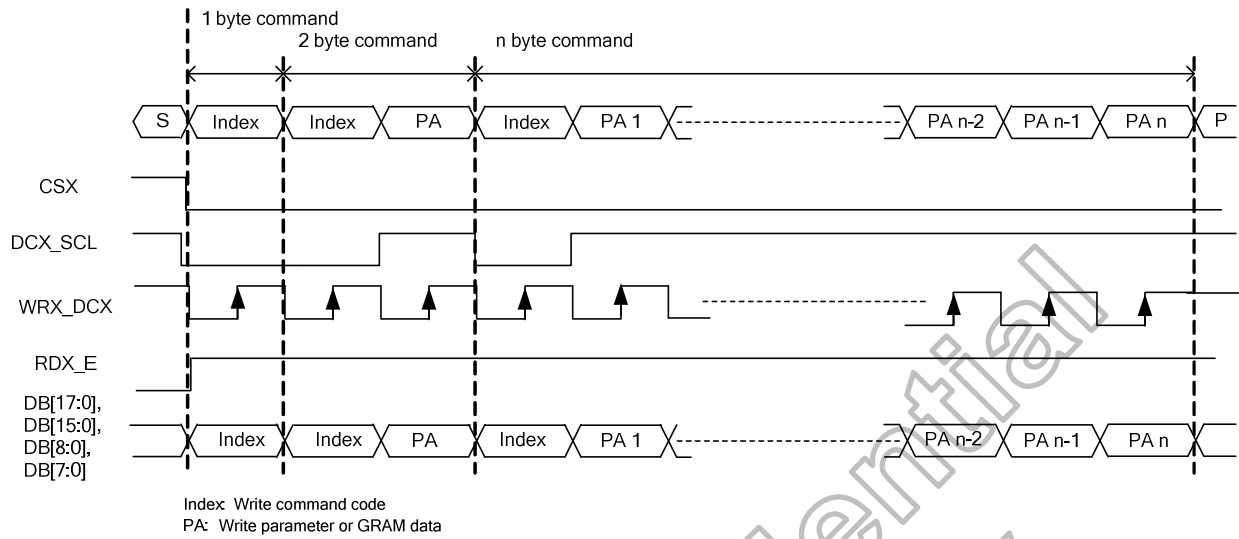 1 byte command
2 byte command
n byte command
S
Index
Index
PA
Index
PA 1
PA n-2
PA n-1
PA n
P
CSX
DCX_SCL
WRX_DCX
RDX_E
DB[17:0],
DB[15:0],
DB[8:0],
DB[7:0]
Index
Index
PA
Index
PA 1
PA n-2
PA n-1
PA n
Index: Write command code
PA: Write parameter or GRAM data
ential